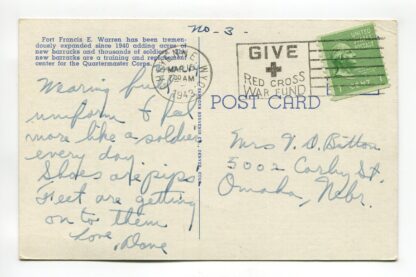 no - 3 -
Fort Francis E. Warren has been tremen-
dously expanded since 1940 adding acres of
new barracks and thousands of soldiers. The
new barracks are a training and replacement
center for the Quartermaster Corps.
MAR
AM
1943
WYO.
GIVE
RED CROSS
WAR FUND
POST CARD
Wearing full
uniform & feel
more like a soldier
every day.
Shoes are pips
Feet are getting
on to them
Love, Dave
Mrs V. D. Bitton
5002 Corby St.
Omaha, Nebr.